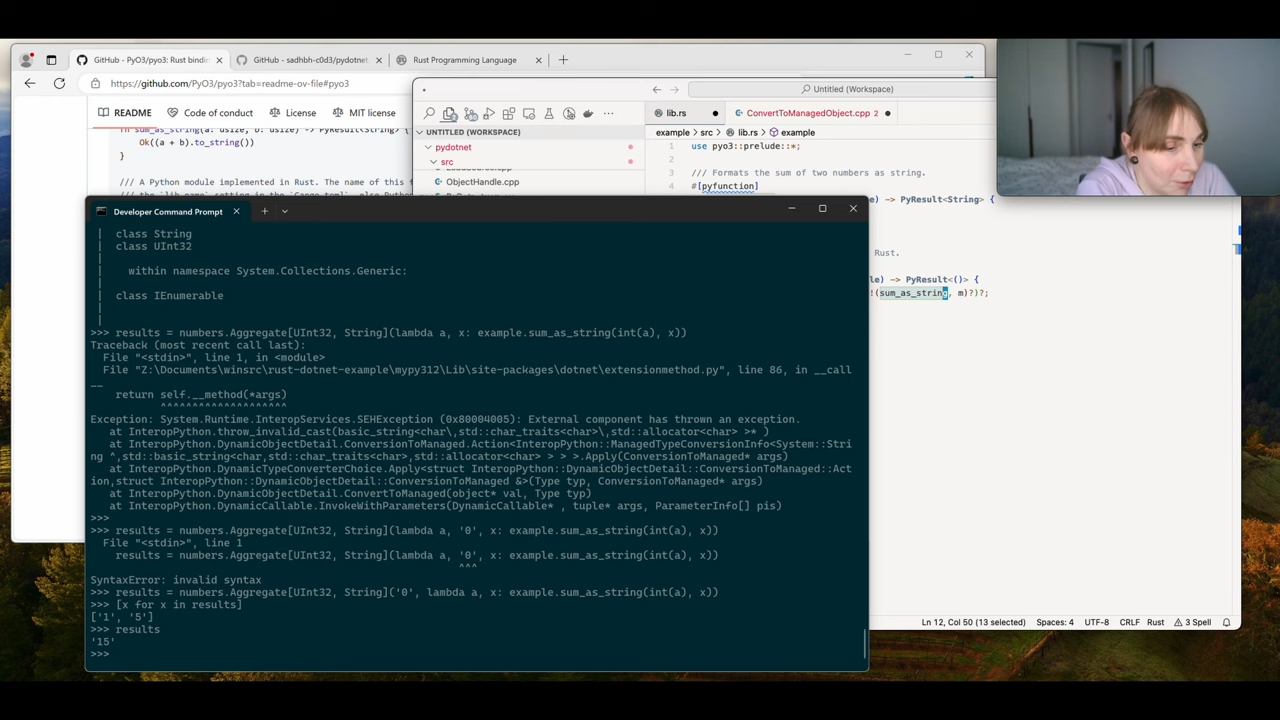 GitHub - PyO3/pyo3: Rust bindin
GitHub - sadhbh-c0d3/pydotnet
Rust Programming Language
https://github.com/PyO3/pyo3?tab=readme-ov-file#pyo3
Untitled (Workspace)
README
Code of conduct
License
MIT license
lib.rs
ConvertToManagedObject.cpp 2
UNTITLED (WORKSPACE)
example > src > lib.rs > example
Ok((a + b).to_string())
}
pydotnet
1 use pyo3::prelude::*;
src
2
/// A Python module implemented in Rust. The name of this f
3 /// Formats the sum of two numbers as string.
ObjectHandle.cpp
4 #[pyfunction]
e) -> PyResult<String> {
Rust.
le) -> PyResult<()> {
!(sum_as_string, m)?)?;
Developer Command Prompt
| class String
| class UInt32
|
| within namespace System.Collections.Generic:
|
| class IEnumerable
|
|
>>> results = numbers.Aggregate[UInt32, String](lambda a, x: example.sum_as_string(int(a), x))
Traceback (most recent call last):
File "<stdin>", line 1, in <module>
File "Z:\Documents\winsrc\rust-dotnet-example\mypy312\Lib\site-packages\dotnet\extensionmethod.py", line 86, in __call
__
return self.__method(*args)
^^^^^^^^^^^^^^^^^^^^
Exception: System.Runtime.InteropServices.SEHException (0x80004005): External component has thrown an exception.
at InteropPython.throw_invalid_cast(basic_string<char\,std::char_traits<char>\,std::allocator<char> >* )
at InteropPython.DynamicObjectDetail.ConversionToManaged.Action<InteropPython::ManagedTypeConversionInfo<System::Stri
ng ^,std::basic_string<char,std::char_traits<char>,std::allocator<char> > > >.Apply(ConversionToManaged* args)
at InteropPython.DynamicTypeConverterChoice.Apply<struct InteropPython::DynamicObjectDetail::ConversionToManaged::Act
ion,struct InteropPython::DynamicObjectDetail::ConversionToManaged &>(Type typ, ConversionToManaged* args)
at InteropPython.DynamicObjectDetail.ConvertToManaged(object* val, Type typ)
at InteropPython.DynamicCallable.InvokeWithParameters(DynamicCallable* , tuple* args, ParameterInfo[] pis)
>>>
>>> results = numbers.Aggregate[UInt32, String](lambda a, '0', x: example.sum_as_string(int(a), x))
File "<stdin>", line 1
results = numbers.Aggregate[UInt32, String](lambda a, '0', x: example.sum_as_string(int(a), x))
^^^
SyntaxError: invalid syntax
>>> results = numbers.Aggregate[UInt32, String]('0', lambda a, x: example.sum_as_string(int(a), x))
>>> [x for x in results]
['1', '5']
>>> results
'15'
>>>
Ln 12, Col 50 (13 selected)
Spaces: 4
UTF-8
CRLF
Rust
3 Spell